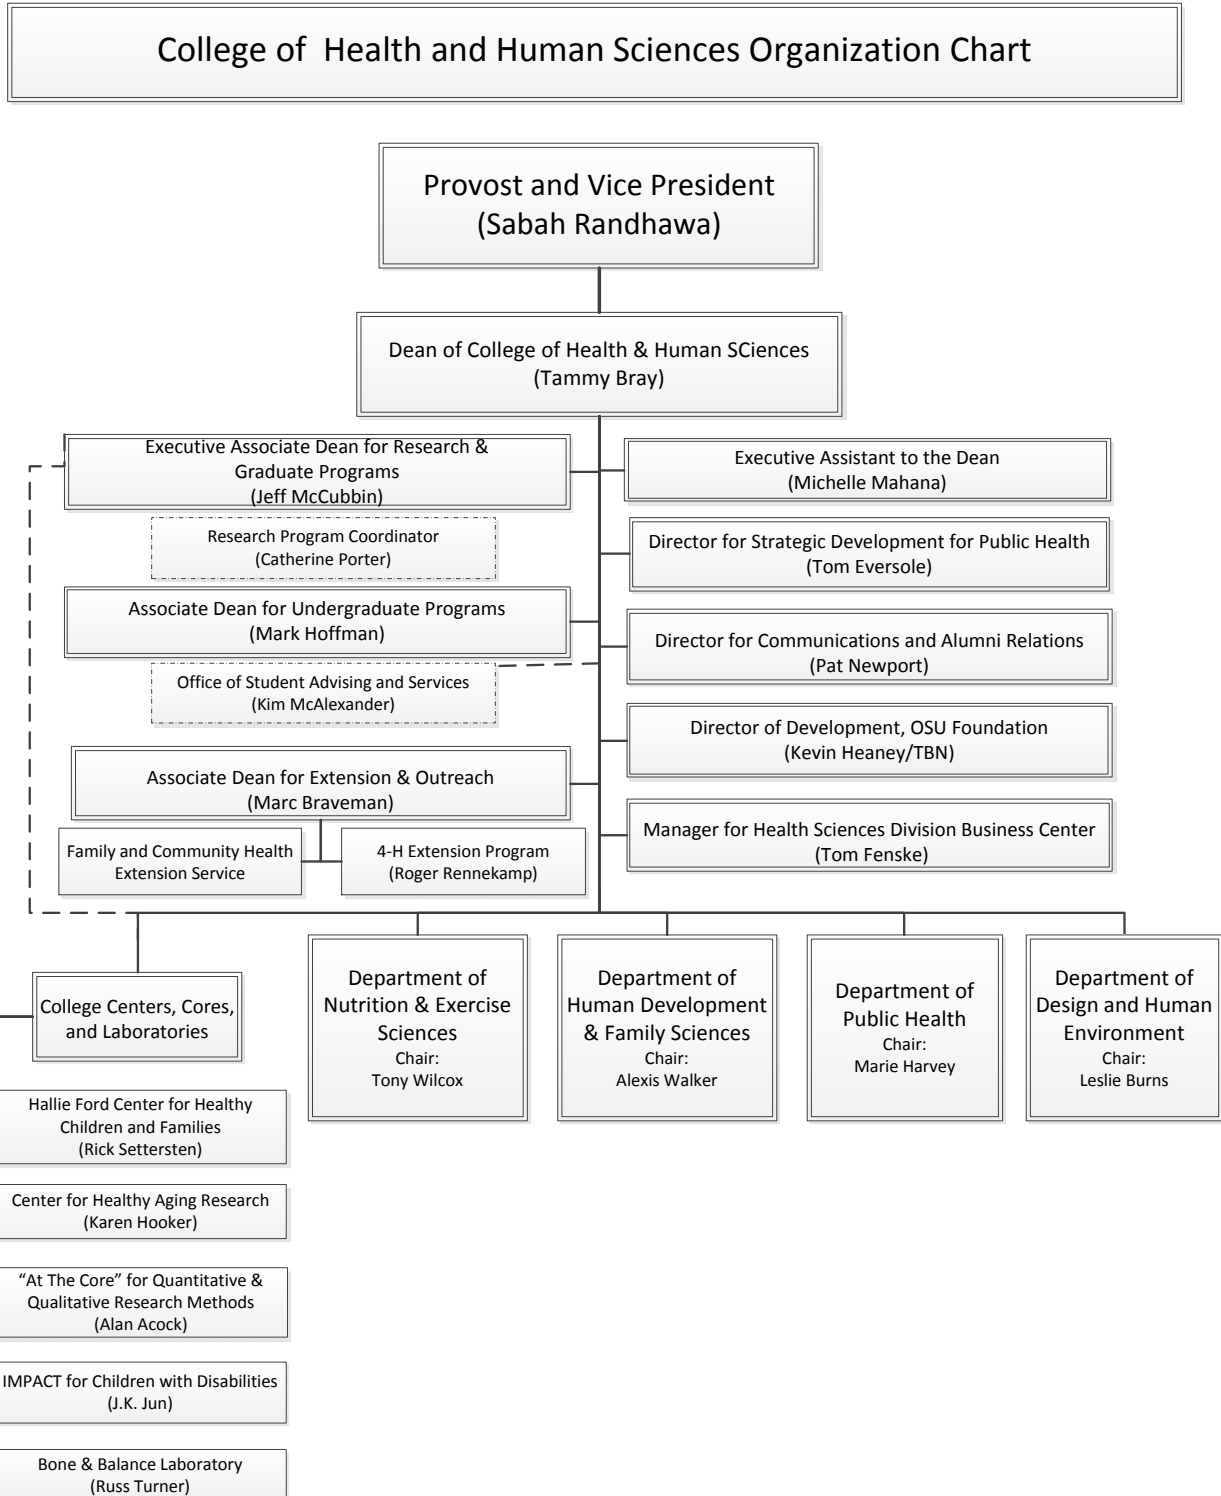 College of  Health and Human Sciences Organization Chart
Provost and Vice President
(Sabah Randhawa)
Dean of College of Health & Human SCiences
(Tammy Bray)
Executive Associate Dean for Research &
Graduate Programs
(Jeff McCubbin)
Executive Assistant to the Dean
(Michelle Mahana)
Research Program Coordinator
(Catherine Porter)
Director for Strategic Development for Public Health
(Tom Eversole)
Associate Dean for Undergraduate Programs
(Mark Hoffman)
Director for Communications and Alumni Relations
(Pat Newport)
Office of Student Advising and Services
(Kim McAlexander)
Director of Development, OSU Foundation
(Kevin Heaney/TBN)
Associate Dean for Extension & Outreach
(Marc Braveman)
Manager for Health Sciences Division Business Center
(Tom Fenske)
Family and Community Health
Extension Service
4-H Extension Program
(Roger Rennekamp)
College Centers, Cores,
and Laboratories
Department of
Nutrition & Exercise
Sciences
Chair:
Tony Wilcox
Department of
Human Development
& Family Sciences
Chair:
Alexis Walker
Department of
Public Health
Chair:
Marie Harvey
Department of
Design and Human
Environment
Chair:
Leslie Burns
Hallie Ford Center for Healthy
Children and Families
(Rick Settersten)
Center for Healthy Aging Research
(Karen Hooker)
“At The Core” for Quantitative &
Qualitative Research Methods
(Alan Acock)
IMPACT for Children with Disabilities
(J.K. Jun)
Bone & Balance Laboratory
(Russ Turner)